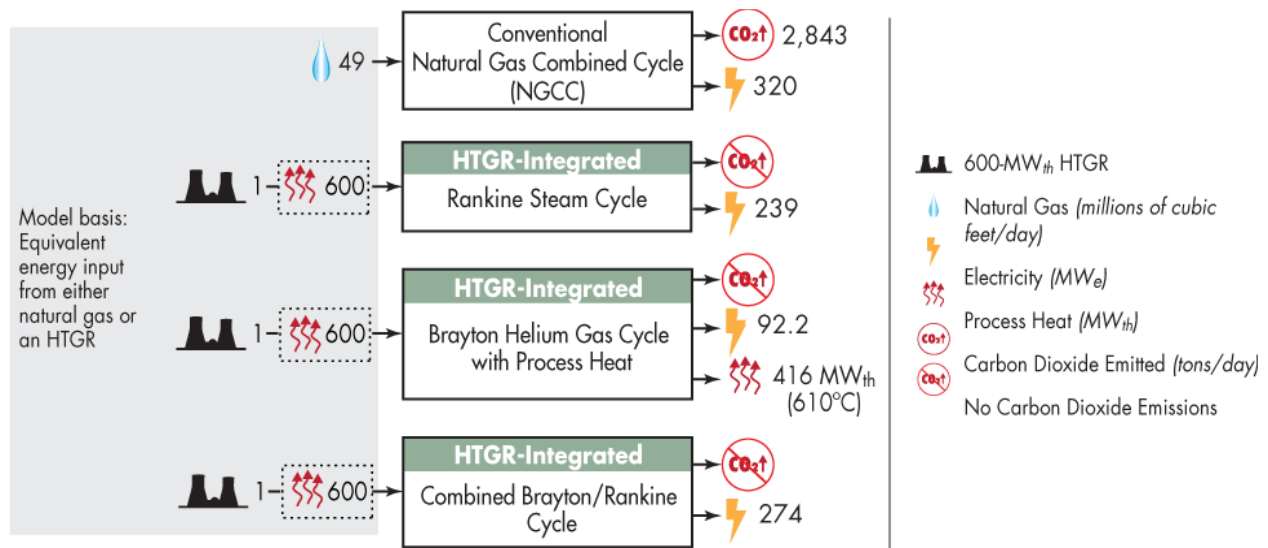 Model basis:
Equivalent
energy input
from either
natural gas or
an HTGR
49
Conventional
Natural Gas Combined Cycle
(NGCC)
CO₂↑ 2,843
320
1 600
HTGR-Integrated
Rankine Steam Cycle
CO₂↑
239
1 600
HTGR-Integrated
Brayton Helium Gas Cycle
with Process Heat
CO₂↑
92.2
416 MWth
(610°C)
1 600
HTGR-Integrated
Combined Brayton/Rankine
Cycle
CO₂↑
274
600-MWth HTGR
Natural Gas (millions of cubic
feet/day)
Electricity (MWe)
Process Heat (MWth)
CO₂↑
Carbon Dioxide Emitted (tons/day)
CO₂↑
No Carbon Dioxide Emissions